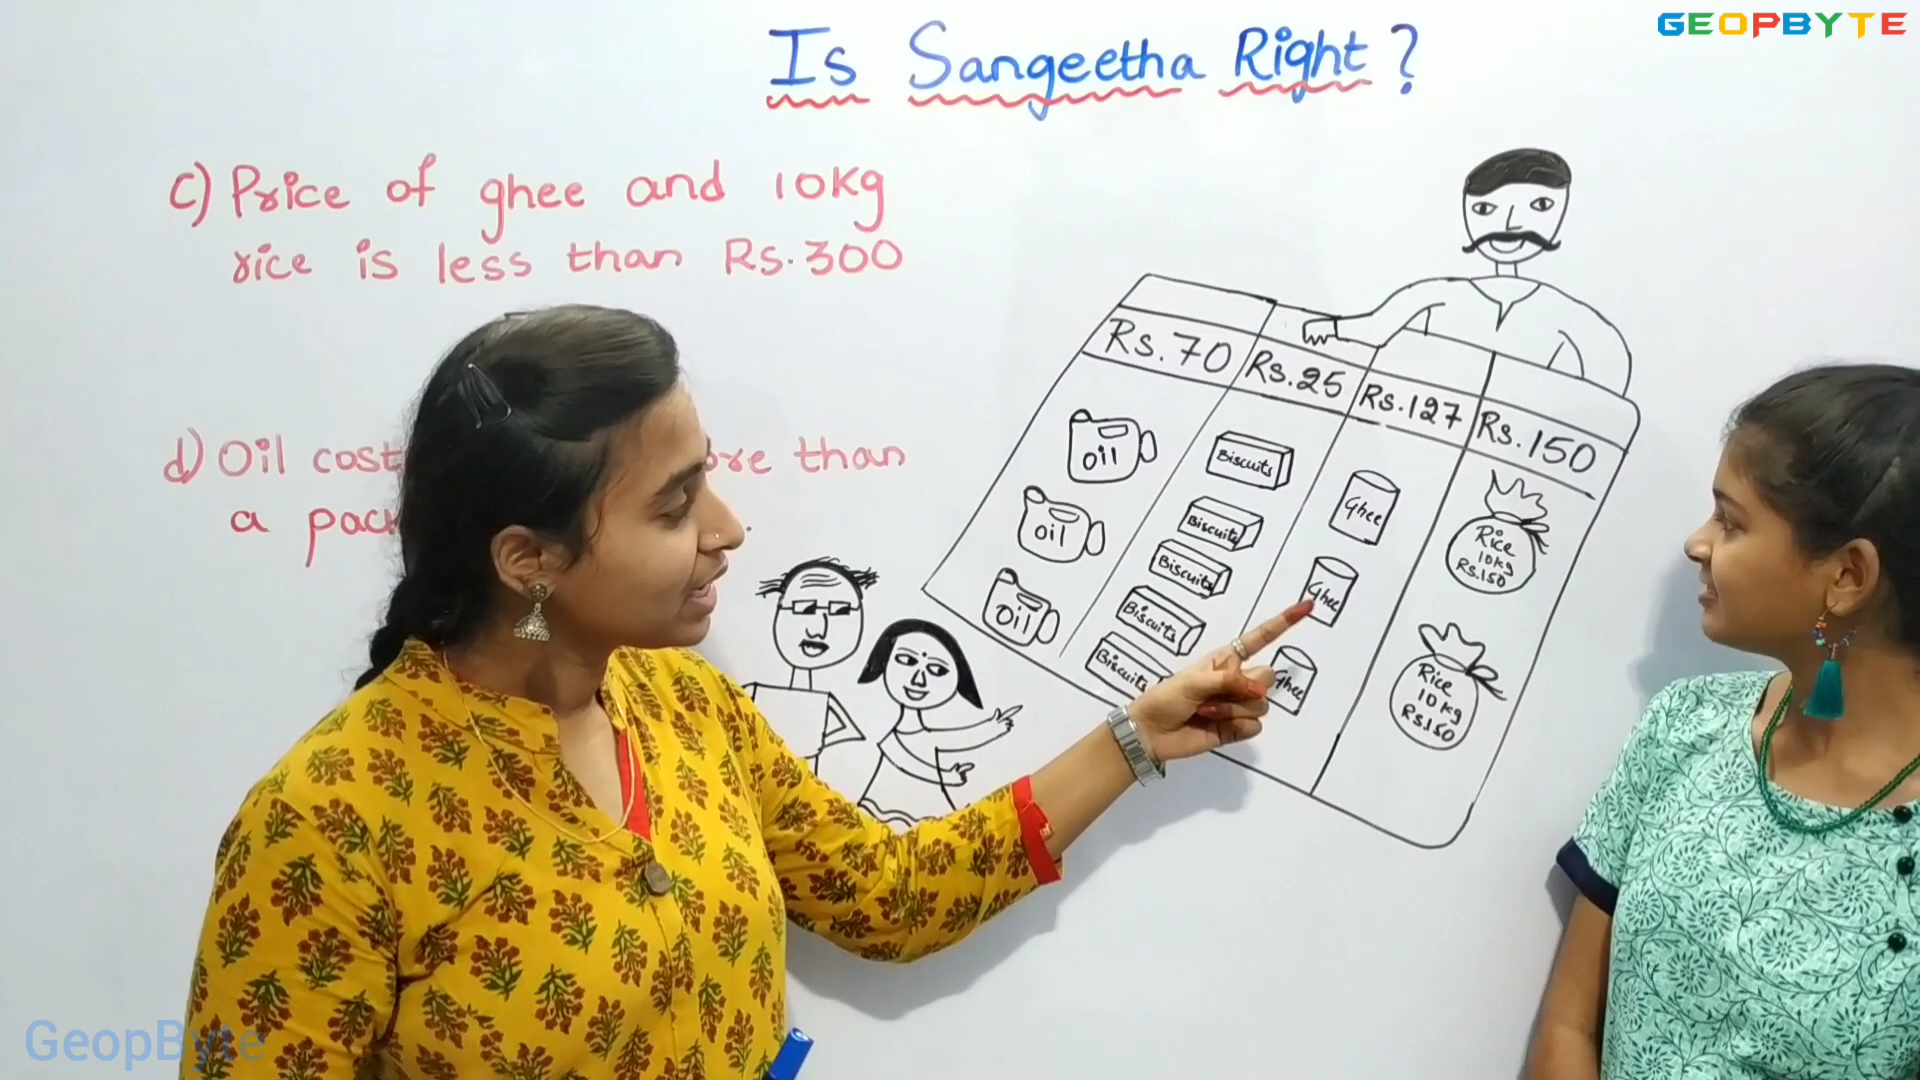 GEOPBYTE
Is Sangeetha Right?
c) Price of ghee and 10kg
rice is less than Rs.300
d) Oil cost than
a
Rs.70 Rs.25 Rs.127 Rs.150
Oil
Oil
Oil
Biscuits
Biscuits
Biscuits
Biscuits
Biscuits
Ghee
Ghee
Ghee
Rice
10kg
Rs.150
Rice
10kg
Rs.150
GeopByte